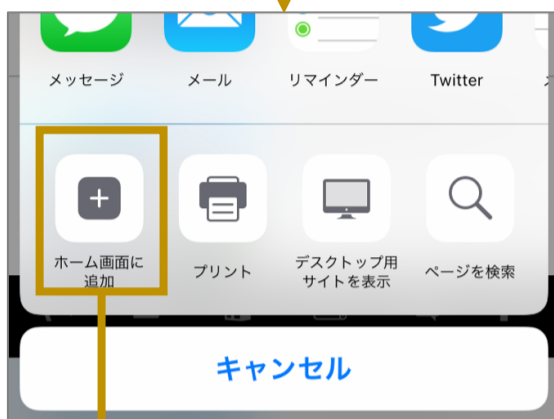 メッセージ
メール
リマインダー
Twitter
ホーム画面に
追加
プリント
デスクトップ用
サイトを表示
ページを検索
キャンセル